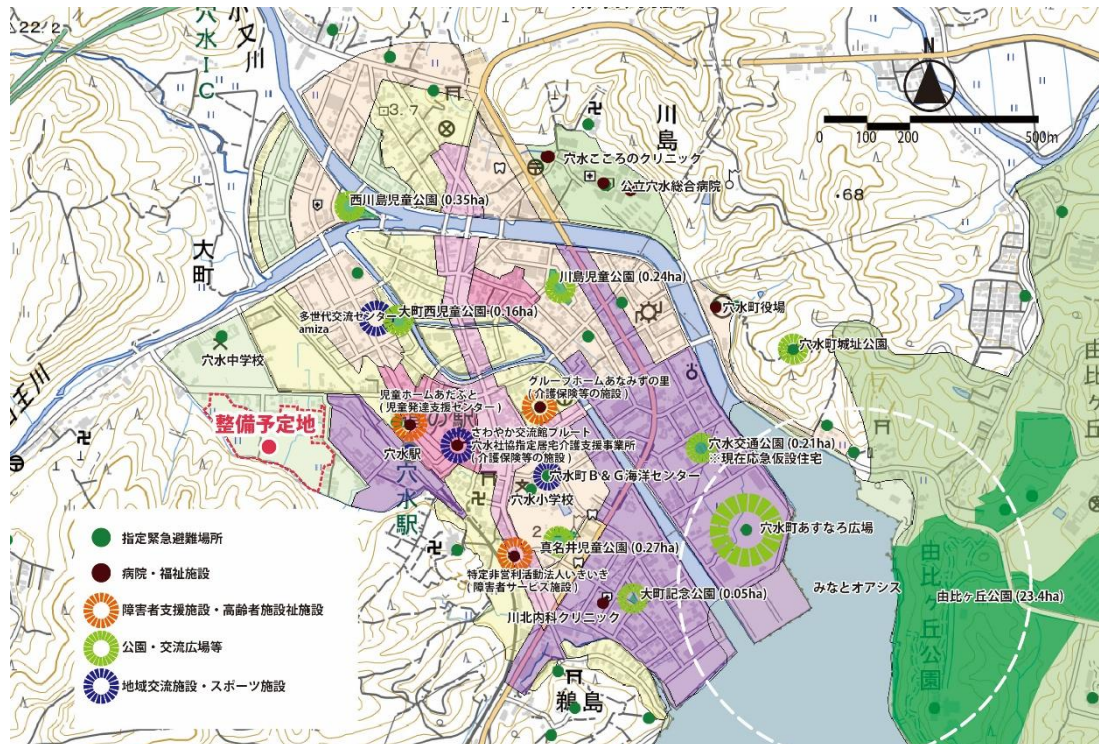 22/2
穴水IC
小又川
N
0 100 200 500m
3.7
川島
穴水こころのクリニック
公立穴水総合病院
・68
西川島児童公園 (0.35ha)
大町
川島児童公園 (0.24ha)
大町西児童公園 (0.16ha)
多世代交流センター
amiza
穴水町役場
穴水町城址公園
由比ヶ丘
穴水中学校
児童ホームあだふと
(児童発達支援センター)
グループホームあなみずの里
(介護保険等の施設)
整備予定地
の駅
さわやか交流館プルート
穴水社協指定居宅介護支援事業所
(介護保険等の施設)
穴水駅
穴水交通公園 (0.21ha)
※現在応急仮設住宅
穴水町B&G海洋センター
穴水小学校
穴水駅
2
穴水町あすなろ広場
真名井児童公園 (0.27ha)
特定非営利活動法人いきいき
(障害者サービス施設)
大町記念公園 (0.05ha)
川北内科クリニック
みなとオアシス
由比ヶ丘公園 (23.4ha)
由比ヶ丘公園
鵜島
指定緊急避難場所
病院・福祉施設
障害者支援施設・高齢者施設祉施設
公園・交流広場等
地域交流施設・スポーツ施設